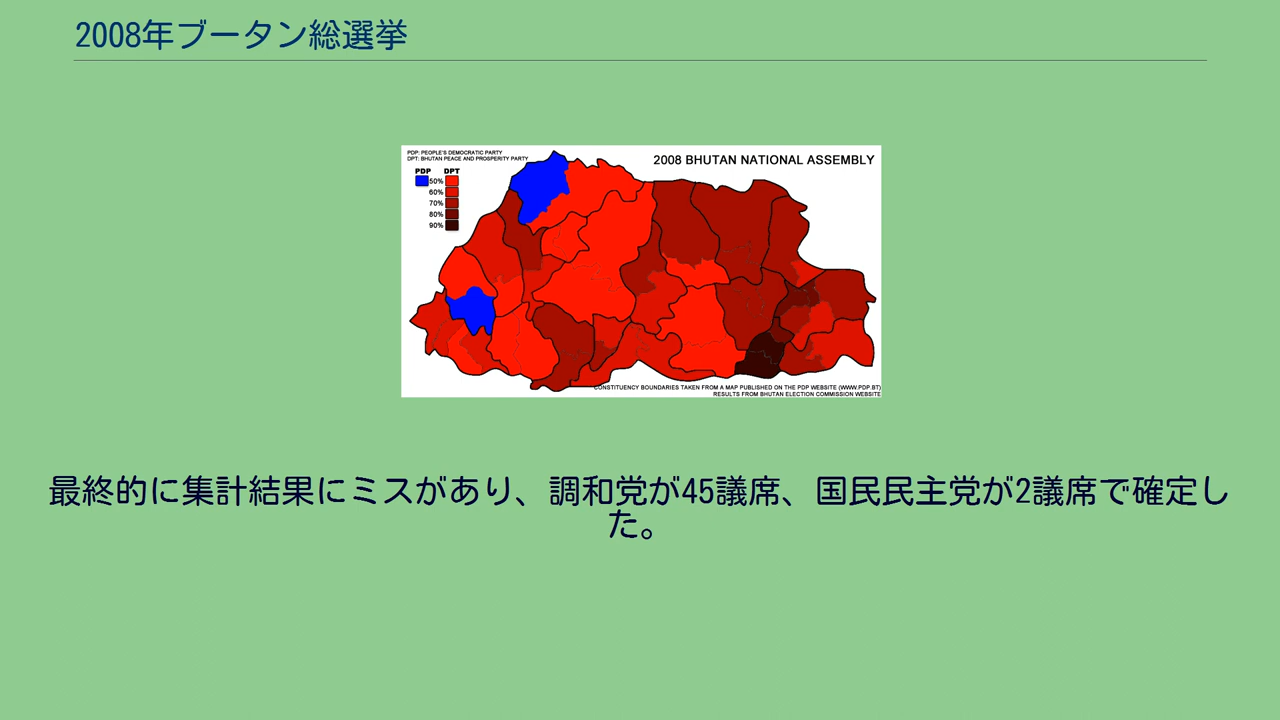 2008年ブータン総選挙
PDP: PEOPLE'S DEMOCRATIC PARTY
DPT: BHUTAN PEACE AND PROSPERITY PARTY
2008 BHUTAN NATIONAL ASSEMBLY
PDP DPT
50%
60%
70%
80%
90%
CONSTITUENCY BOUNDARIES TAKEN FROM A MAP PUBLISHED ON THE PDP WEBSITE (WWW.PDP.BT)
RESULTS FROM BHUTAN ELECTION COMMISSION WEBSITE
最終的に集計結果にミスがあり、調和党が45議席、国民民主党が2議席で確定し
た。